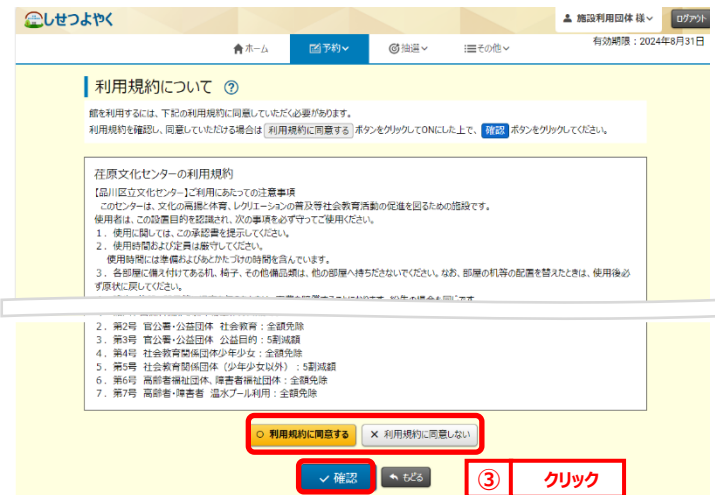 しせつよやく
施設利用団体 様
ログアウト
ホーム
予約
抽選
その他
有効期限：2024年8月31日
利用規約について ?
館を利用するには、下記の利用規約に同意していただく必要があります。
利用規約を確認し、同意していただける場合は 利用規約に同意する ボタンをクリックしてONにした上で、 確認 ボタンをクリックしてください。
荏原文化センターの利用規約
【品川区立文化センター】ご利用にあたっての注意事項
このセンターは、文化の高揚と体育、レクリエーションの普及等社会教育活動の促進を図るための施設です。
使用者は、この設置目的を認識され、次の事項を必ず守ってご使用ください。
1．使用に関しては、この承認書を提示してください。
2．使用時間および定員は厳守してください。
使用時間には準備およびあとかたづけの時間を含んでいます。
3．各部屋に備え付けてある机、椅子、その他備品類は、他の部屋へ持ちださないでください。なお、部屋の机等の配置を替えたときは、使用後必
ず原状に戻してください。
2．第2号 官公署・公益団体 社会教育：全額免除
3．第3号 官公署・公益団体 公益目的：5割減額
4．第4号 社会教育関係団体少年少女：全額免除
5．第5号 社会教育関係団体（少年少女以外）：5割減額
6．第6号 高齢者福祉団体、障害者福祉団体：全額免除
7．第7号 高齢者・障害者 温水プール利用：全額免除
○ 利用規約に同意する
× 利用規約に同意しない
確認
もどる
③ クリック